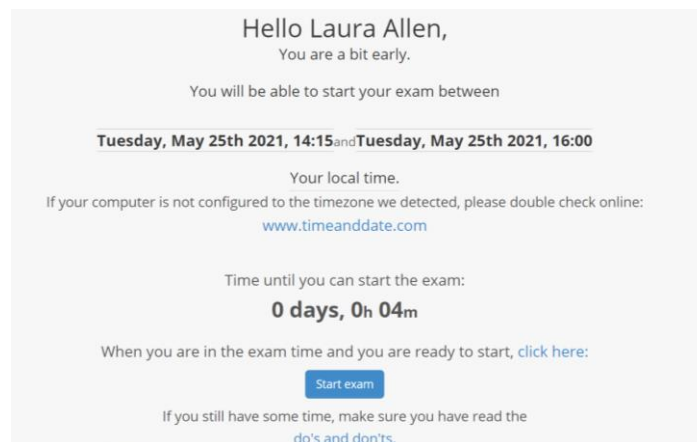 Hello Laura Allen,
You are a bit early.
You will be able to start your exam between
Tuesday, May 25th 2021, 14:15andTuesday, May 25th 2021, 16:00
Your local time.
If your computer is not configured to the timezone we detected, please double check online:
www.timeanddate.com
Time until you can start the exam:
0 days, 0h 04m
When you are in the exam time and you are ready to start, click here:
Start exam
If you still have some time, make sure you have read the
do's and don'ts.